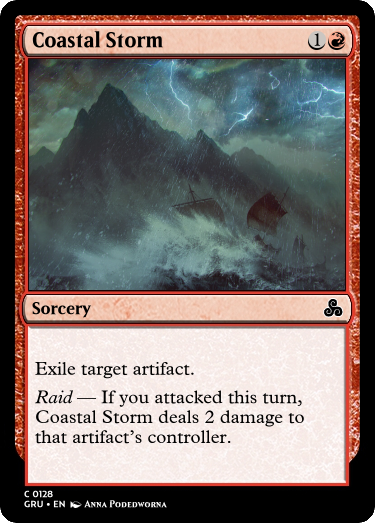 Coastal Storm 1
Sorcery
Exile target artifact.
Raid — If you attacked this turn,
Coastal Storm deals 2 damage to
that artifact's controller.
C 0128
GRU • EN Anna Podedworna